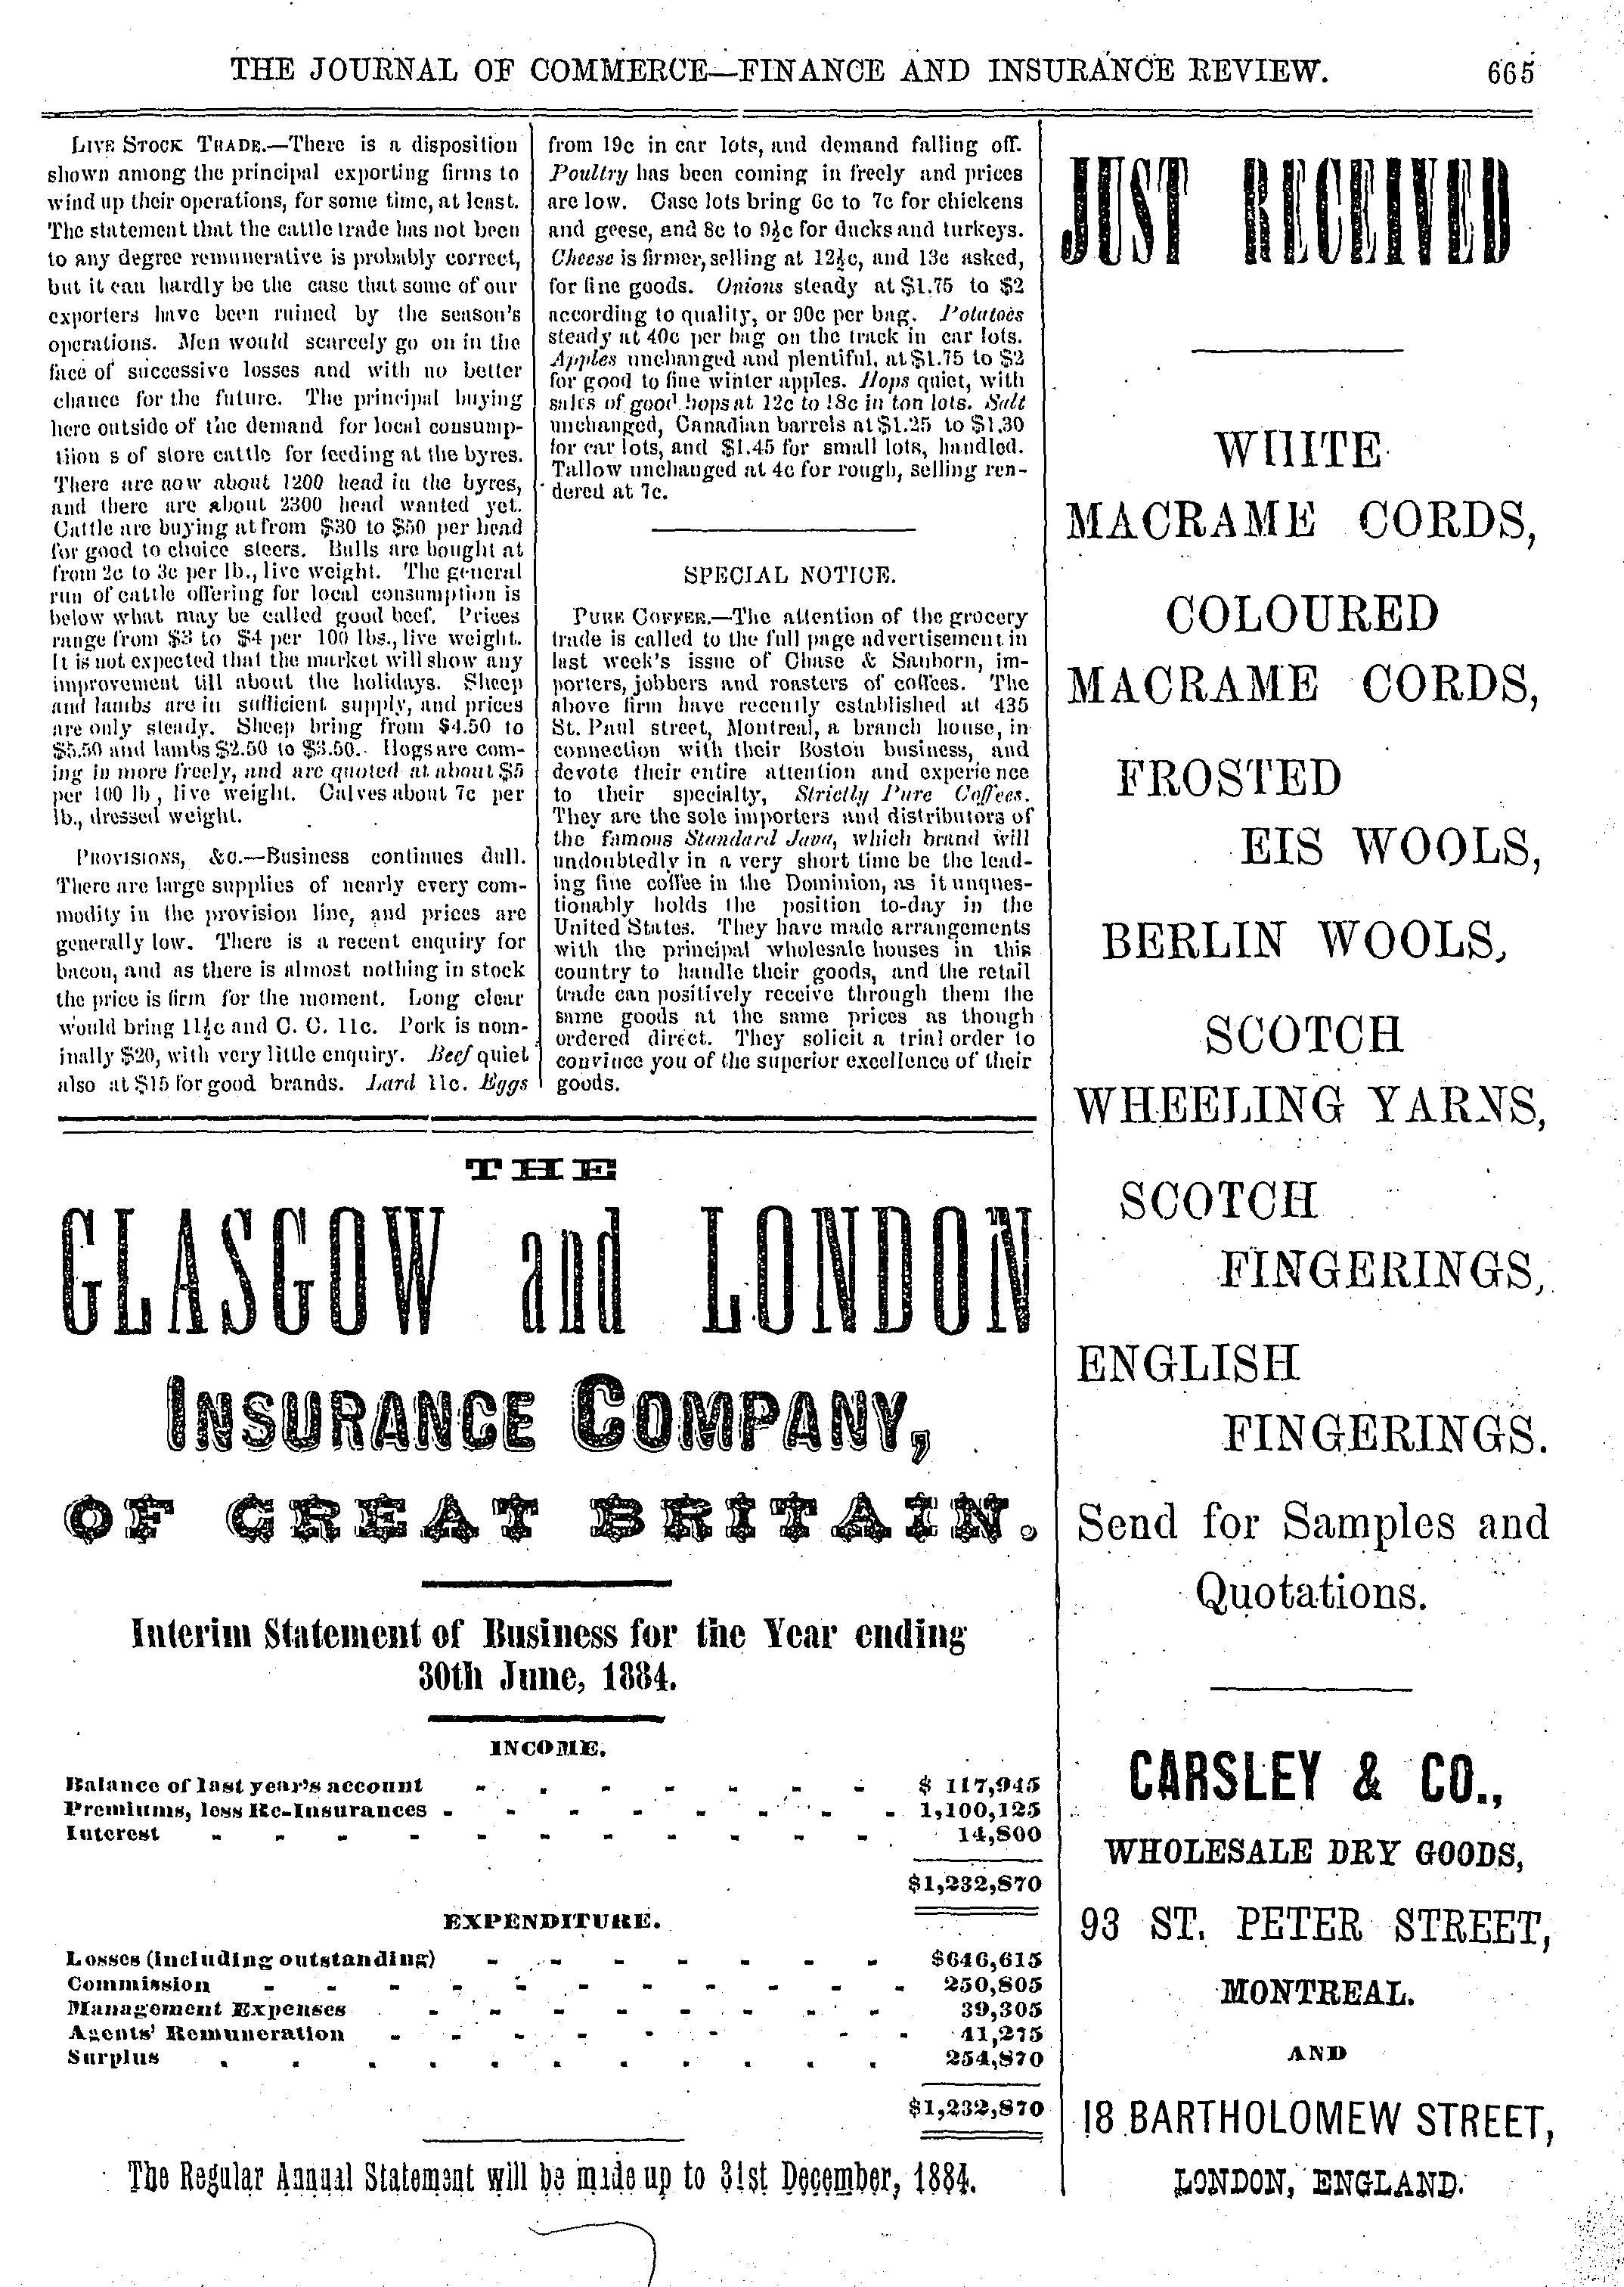 THE JOURNAL OF COMMERCE—FINANCE AND INSURANCE REVIEW. 665
LIVE STOCK TRADE.—There is a disposition
shown among the principal exporting firms to
wind up their operations, for some time, at least.
The statement that the cattle trade has not been
to any degree remunerative is probably correct,
but it can hardly be the case that some of our
exporters have been ruined by the season's
operations. Men would scarcely go on in the
face of successive losses and with no better
chance for the future. The principal buying
here outside of the demand for local consump-
tiion s of store cattle for feeding at the byres.
There are now about 1200 head in the byres,
and there are about 2300 head wanted yet.
Cattle are buying at from $30 to $50 per head
for good to choice steers. Bulls are bought at
from 2c to 3c per lb., live weight. The general
run of cattle offering for local consumption is
below what may be called good beef. Prices
range from $3 to $4 per 100 lbs., live weight.
It is not expected that the market will show any
improvement till about the holidays. Sheep
and lambs are in sufficient supply, and prices
are only steady. Sheep bring from $4.50 to
$5.50 and lambs $2.50 to $3.50. Hogs are com-
ing in more freely, and are quoted at about $5
per 100 lb, live weight. Calves about 7c per
lb., dressed weight.
PROVISIONS, &C.—Business continues dull.
There are large supplies of nearly every com-
modity in the provision line, and prices are
generally low. There is a recent enquiry for
bacon, and as there is almost nothing in stock
the price is firm for the moment. Long clear
would bring 11½c and C. C. 11c. Pork is nom-
inally $20, with very little enquiry. Beef quiet
also at $15 for good brands. Lard 11c. Eggs
from 19c in car lots, and demand falling off.
Poultry has been coming in freely and prices
are low. Case lots bring 6c to 7c for chickens
and geese, and 8c to 9½c for ducks and turkeys.
Cheese is firmer, selling at 12½c, and 13c asked,
for fine goods. Onions steady at $1.75 to $2
according to quality, or 90c per bag. Potatoes
steady at 40c per bag on the track in car lots.
Apples unchanged and plentiful, at $1.75 to $2
for good to fine winter apples. Hops quiet, with
sales of good hops at 12c to 18c in ton lots. Salt
unchanged, Canadian barrels at $1.25 to $1.30
for car lots, and $1.45 for small lots, handled.
Tallow unchanged at 4c for rough, selling ren-
dered at 7c.
SPECIAL NOTICE.
PURE COFFEE.—The attention of the grocery
trade is called to the full page advertisement in
last week's issue of Chase & Sanborn, im-
porters, jobbers and roasters of coffees. The
above firm have recently established at 435
St. Paul street, Montreal, a branch house, in
connection with their Boston business, and
devote their entire attention and experie nce
to their specialty, Strictly Pure Coffees.
They are the sole importers and distributors of
the famous Standard Java, which brand will
undoubtedly in a very short time be the lead-
ing fine coffee in the Dominion, as it unques-
tionably holds the position to-day in the
United States. They have made arrangements
with the principal wholesale houses in this
country to handle their goods, and the retail
trade can positively receive through them the
same goods at the same prices as though
ordered direct. They solicit a trial order to
convince you of the superior excellence of their
goods.
THE
GLASGOW and LONDON
INSURANCE COMPANY,
OF GREAT BRITAIN.
Interim Statement of Business for the Year ending
30th June, 1884.
INCOME.
Balance of last year's account - - - - - - - $ 117,945
Premiums, less Re-Insurances - - - - - - - - 1,100,125
Interest - - - - - - - - - - - 14,800
$1,232,870
EXPENDITURE.
Losses (including outstanding) - - - - - - - $646,615
Commission - - - - - - - - - - - 250,805
Management Expenses - - - - - - - - 39,305
Agents' Remuneration - - - - - - - - - 41,275
Surplus - - - - - - - - - - - 254,870
$1,232,870
The Regular Annual Statement will be made up to 31st December, 1884.
JUST RECEIVED
WHITE
MACRAME CORDS,
COLOURED
MACRAME CORDS,
FROSTED
EIS WOOLS,
BERLIN WOOLS,
SCOTCH
WHEELING YARNS,
SCOTCH
FINGERINGS,
ENGLISH
FINGERINGS.
Send for Samples and
Quotations.
CARSLEY & CO.,
WHOLESALE DRY GOODS,
93 ST. PETER STREET,
MONTREAL.
AND
18 BARTHOLOMEW STREET,
LONDON, ENGLAND.